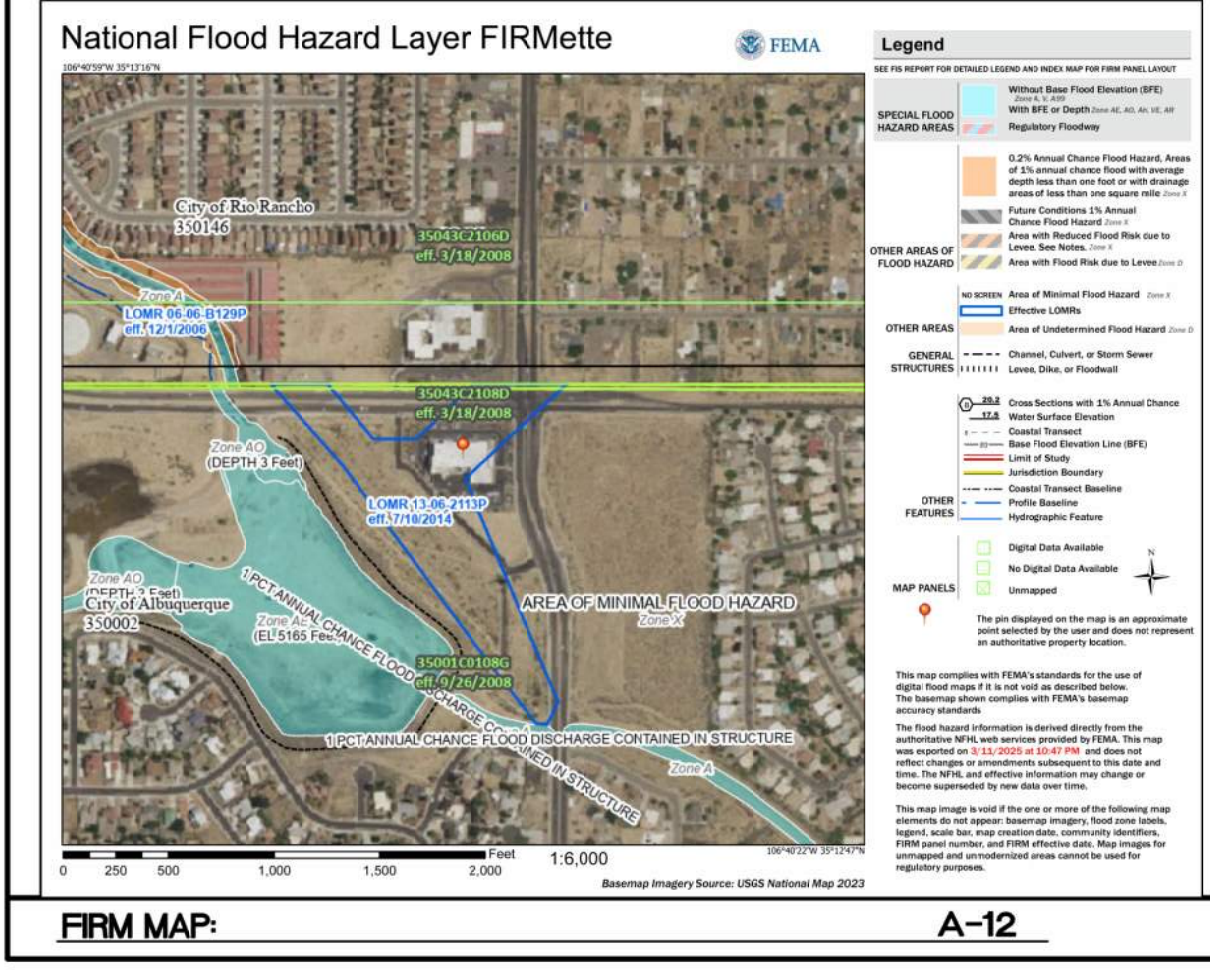 National Flood Hazard Layer FIRMette
FEMA
106°40'59"W 35°13'16"N
City of Rio Rancho
350146
35043C2106D
eff. 3/18/2008
Zone A
LOMR 06-06-B129P
eff. 12/1/2006
35043C2108D
eff. 3/18/2008
Zone AO
(DEPTH 3 Feet)
LOMR 13-06-2113P
eff. 7/10/2014
Zone AO
(DEPTH 3 Feet)
City of Albuquerque
350002
Zone AE
(EL 5165 Feet)
1 PCT ANNUAL CHANCE FLOOD DISCHARGE CONTAINED IN STRUCTURE
AREA OF MINIMAL FLOOD HAZARD
Zone X
35001C0108G
eff. 9/26/2008
1 PCT ANNUAL CHANCE FLOOD DISCHARGE CONTAINED IN STRUCTURE
Zone A
106°40'22"W 35°12'47"N
Feet
0 250 500 1,000 1,500 2,000
1:6,000
Basemap Imagery Source: USGS National Map 2023
Legend
SEE FIS REPORT FOR DETAILED LEGEND AND INDEX MAP FOR FIRM PANEL LAYOUT
SPECIAL FLOOD
HAZARD AREAS
Without Base Flood Elevation (BFE)
Zone A, V, A99
With BFE or Depth Zone AE, AO, AH, VE, AR
Regulatory Floodway
OTHER AREAS OF
FLOOD HAZARD
0.2% Annual Chance Flood Hazard, Areas
of 1% annual chance flood with average
depth less than one foot or with drainage
areas of less than one square mile Zone X
Future Conditions 1% Annual
Chance Flood Hazard Zone X
Area with Reduced Flood Risk due to
Levee. See Notes. Zone X
Area with Flood Risk due to Levee Zone D
OTHER AREAS
NO SCREEN Area of Minimal Flood Hazard Zone X
Effective LOMRs
Area of Undetermined Flood Hazard Zone D
GENERAL
STRUCTURES
Channel, Culvert, or Storm Sewer
Levee, Dike, or Floodwall
OTHER
FEATURES
B 20.2 Cross Sections with 1% Annual Chance
17.5 Water Surface Elevation
Coastal Transect
Base Flood Elevation Line (BFE)
Limit of Study
Jurisdiction Boundary
Coastal Transect Baseline
Profile Baseline
Hydrographic Feature
MAP PANELS
Digital Data Available
No Digital Data Available
Unmapped
N
The pin displayed on the map is an approximate
point selected by the user and does not represent
an authoritative property location.
This map complies with FEMA's standards for the use of
digital flood maps if it is not void as described below.
The basemap shown complies with FEMA's basemap
accuracy standards
The flood hazard information is derived directly from the
authoritative NFHL web services provided by FEMA. This map
was exported on 3/11/2025 at 10:47 PM and does not
reflect changes or amendments subsequent to this date and
time. The NFHL and effective information may change or
become superseded by new data over time.
This map image is void if the one or more of the following map
elements do not appear: basemap imagery, flood zone labels,
legend, scale bar, map creation date, community identifiers,
FIRM panel number, and FIRM effective date. Map images for
unmapped and unmodernized areas cannot be used for
regulatory purposes.
FIRM MAP: A-12